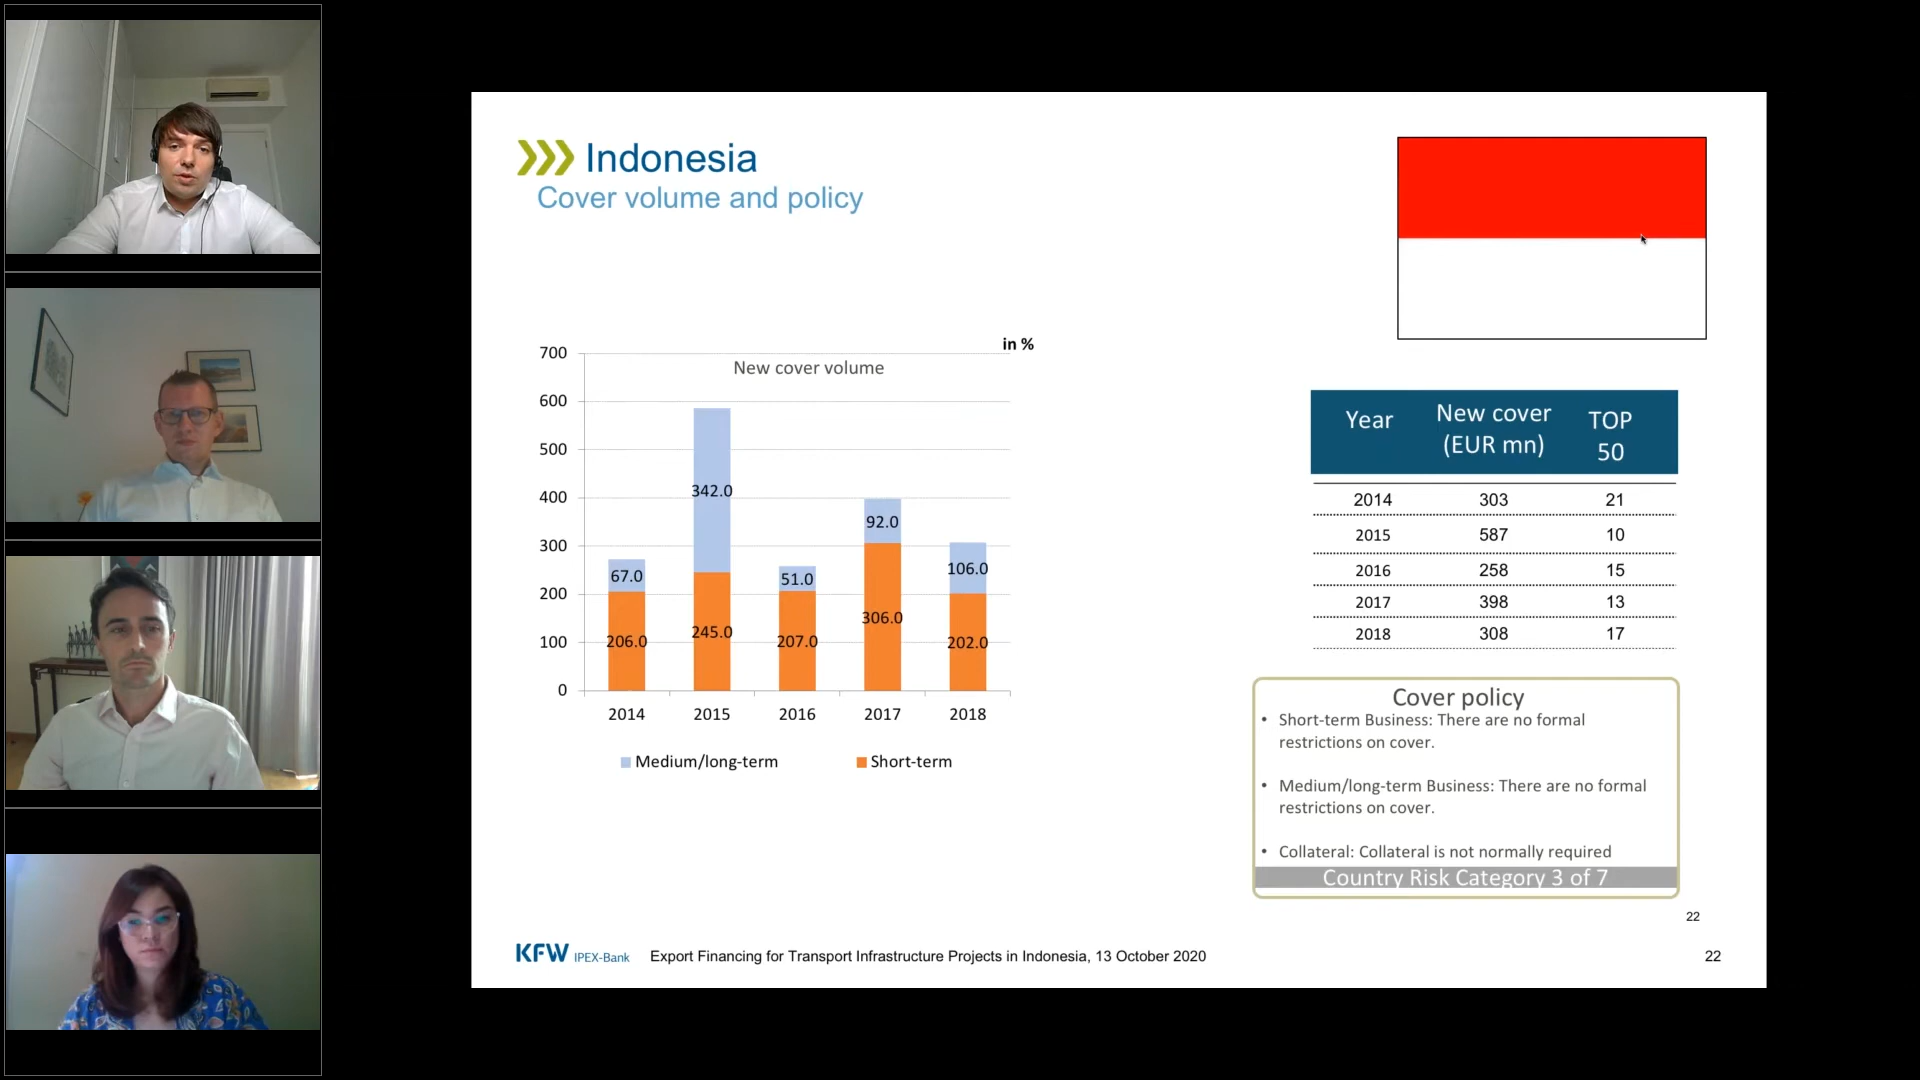 Indonesia
Cover volume and policy
in %
New cover volume
700
600
500
400
300
200
100
0
67.0
342.0
51.0
92.0
106.0
206.0
245.0
207.0
306.0
202.0
2014 2015 2016 2017 2018
Medium/long-term Short-term
Year New cover (EUR mn) TOP 50
2014 303 21
2015 587 10
2016 258 15
2017 398 13
2018 308 17
Cover policy
• Short-term Business: There are no formal
restrictions on cover.
• Medium/long-term Business: There are no formal
restrictions on cover.
• Collateral: Collateral is not normally required
Country Risk Category 3 of 7
22
KFW IPEX-Bank Export Financing for Transport Infrastructure Projects in Indonesia, 13 October 2020 22